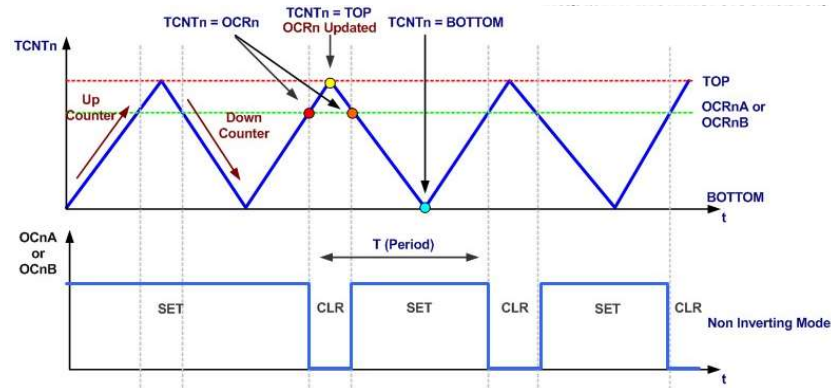 TCNTn = TOP
OCRn Updated
TCNTn = OCRn
TCNTn = BOTTOM
TCNTn
TOP
Up
Counter
Down
Counter
OCRnA or
OCRnB
BOTTOM
t
OCnA
or
OCnB
T (Period)
SET
CLR
SET
CLR
SET
CLR
Non Inverting Mode
t